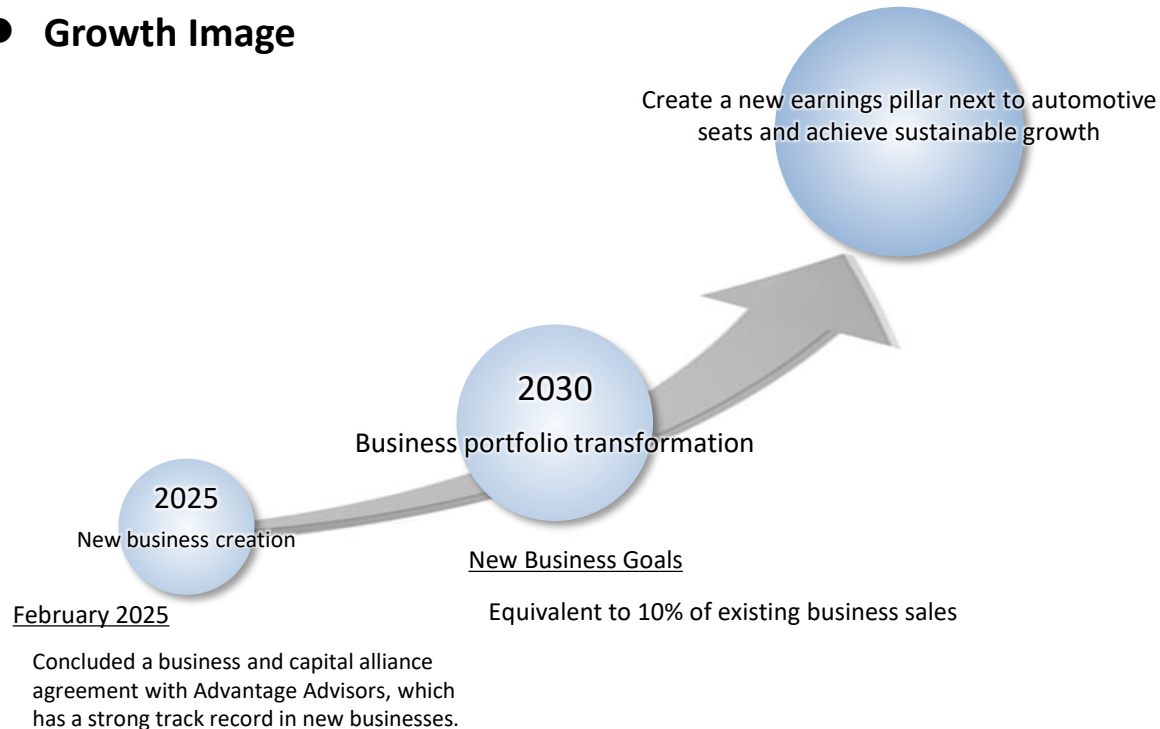 ● Growth Image
Create a new earnings pillar next to automotive
seats and achieve sustainable growth
2030
Business portfolio transformation
2025
New business creation
New Business Goals
Equivalent to 10% of existing business sales
February 2025
Concluded a business and capital alliance
agreement with Advantage Advisors, which
has a strong track record in new businesses.